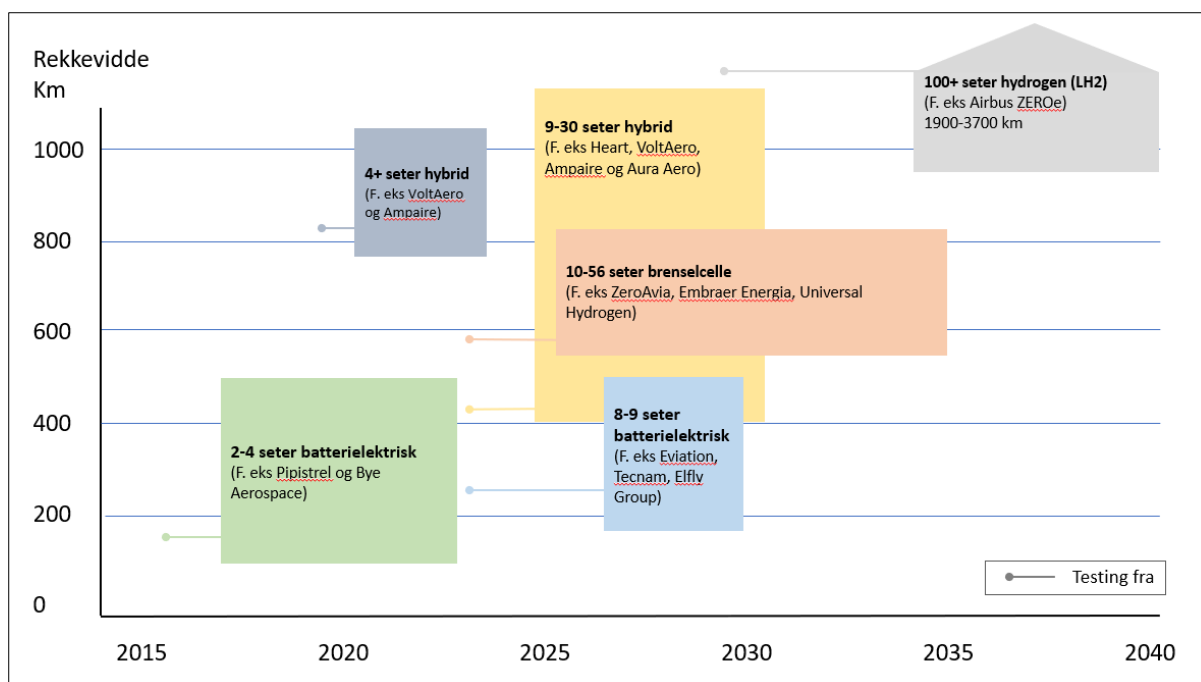 Rekkevidde
Km
1000
800
600
400
200
0
4+ seter hybrid
(F. eks VoltAero
og Ampaire)
9-30 seter hybrid
(F. eks Heart, VoltAero,
Ampaire og Aura Aero)
100+ seter hydrogen (LH2)
(F. eks Airbus ZEROe)
1900-3700 km
10-56 seter brenselcelle
(F. eks ZeroAvia, Embraer Energia, Universal
Hydrogen)
2-4 seter batterielektrisk
(F. eks Pipistrel og Bye
Aerospace)
8-9 seter
batterielektrisk
(F. eks Eviation,
Tecnam, Elfly
Group)
Testing fra
2015
2020
2025
2030
2035
2040